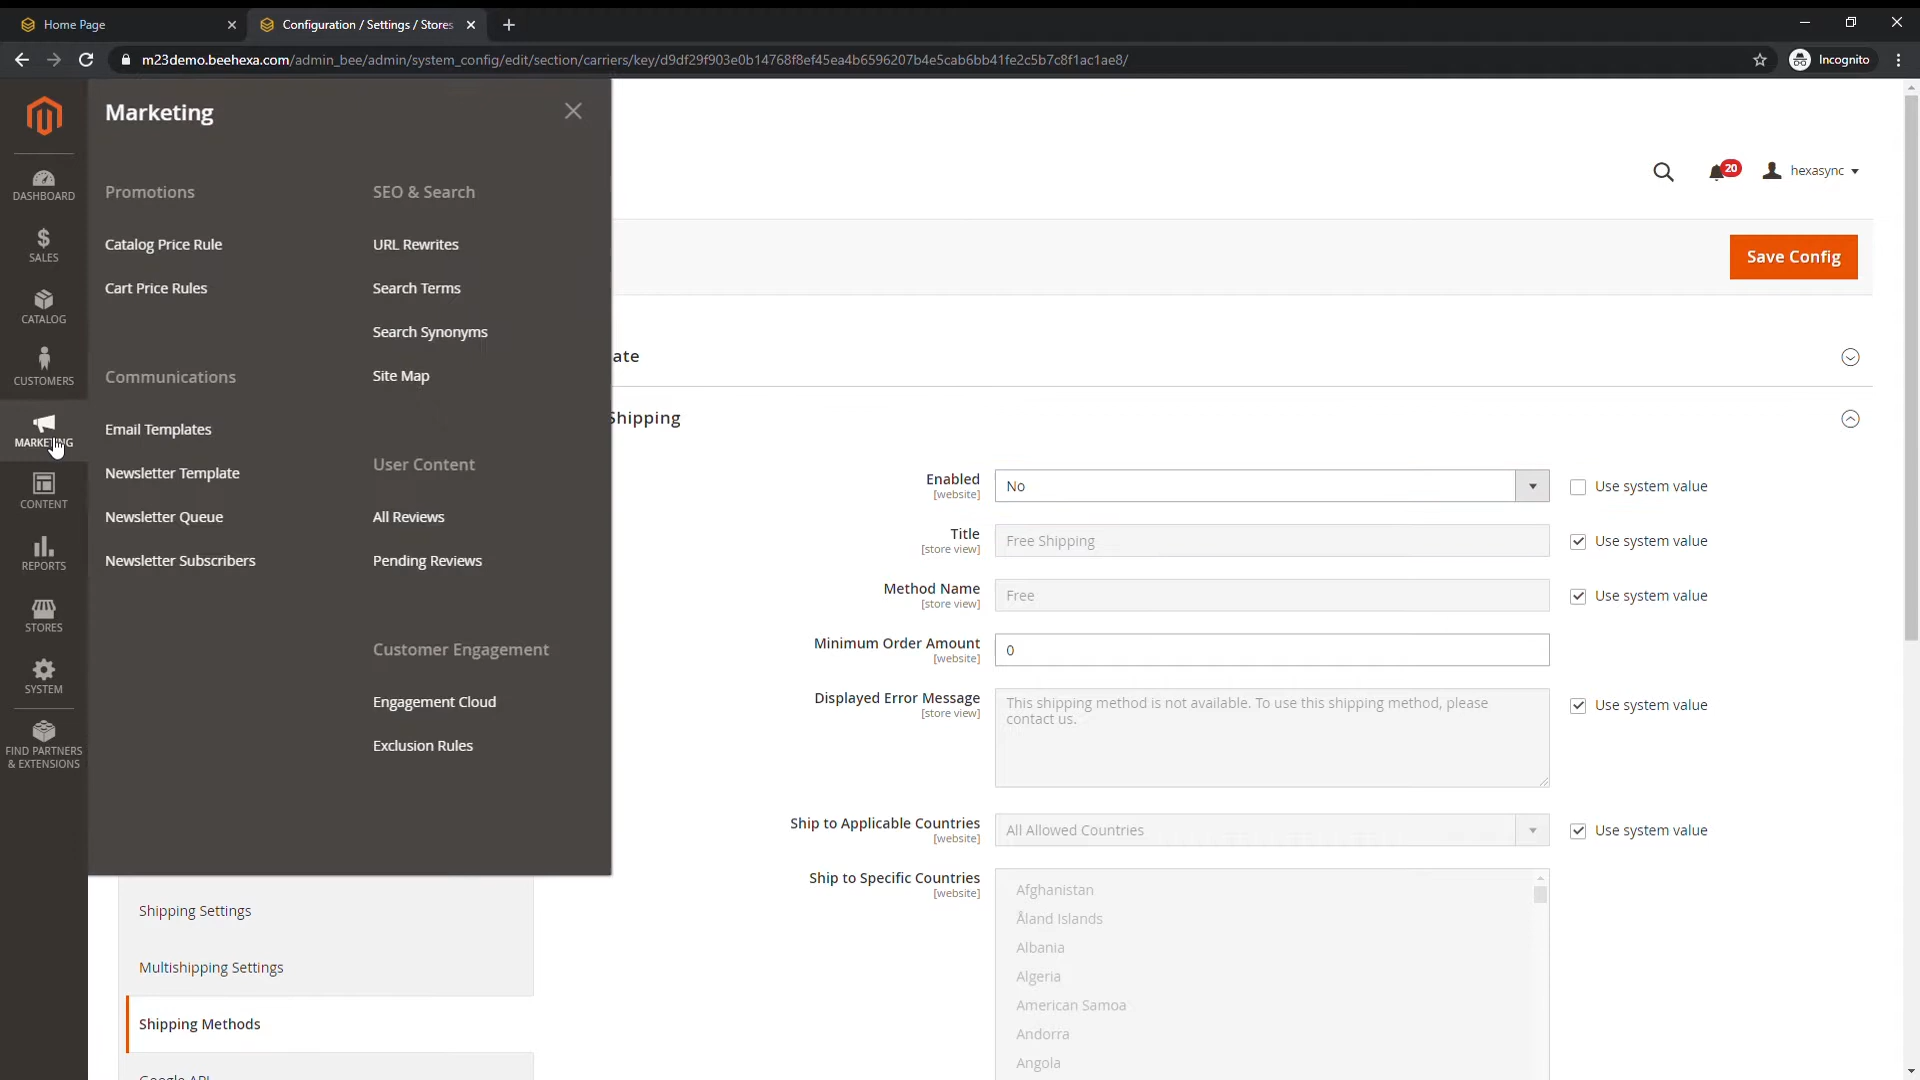 Home Page
Configuration / Settings / Stores
m23demo.beehexa.com/admin_bee/admin/system_config/edit/section/carriers/key/d9df29f903e0b14768f8ef45ea4b6596207b4e5cab6bb41fe2c5b7c8f1ac1ae8/
Incognito
DASHBOARD
SALES
CATALOG
CUSTOMERS
MARKETING
CONTENT
REPORTS
STORES
SYSTEM
FIND PARTNERS
& EXTENSIONS
Marketing
Promotions
Catalog Price Rule
Cart Price Rules
Communications
Email Templates
Newsletter Template
Newsletter Queue
Newsletter Subscribers
SEO & Search
URL Rewrites
Search Terms
Search Synonyms
Site Map
User Content
All Reviews
Pending Reviews
Customer Engagement
Engagement Cloud
Exclusion Rules
20
hexasync
Save Config
ate
Shipping
Enabled
[website]
No
Use system value
Title
[store view]
Free Shipping
Use system value
Method Name
[store view]
Free
Use system value
Minimum Order Amount
[website]
0
Displayed Error Message
[store view]
This shipping method is not available. To use this shipping method, please
contact us.
Use system value
Ship to Applicable Countries
[website]
All Allowed Countries
Use system value
Ship to Specific Countries
[website]
Afghanistan
Åland Islands
Albania
Algeria
American Samoa
Andorra
Angola
Shipping Settings
Multishipping Settings
Shipping Methods
Google API